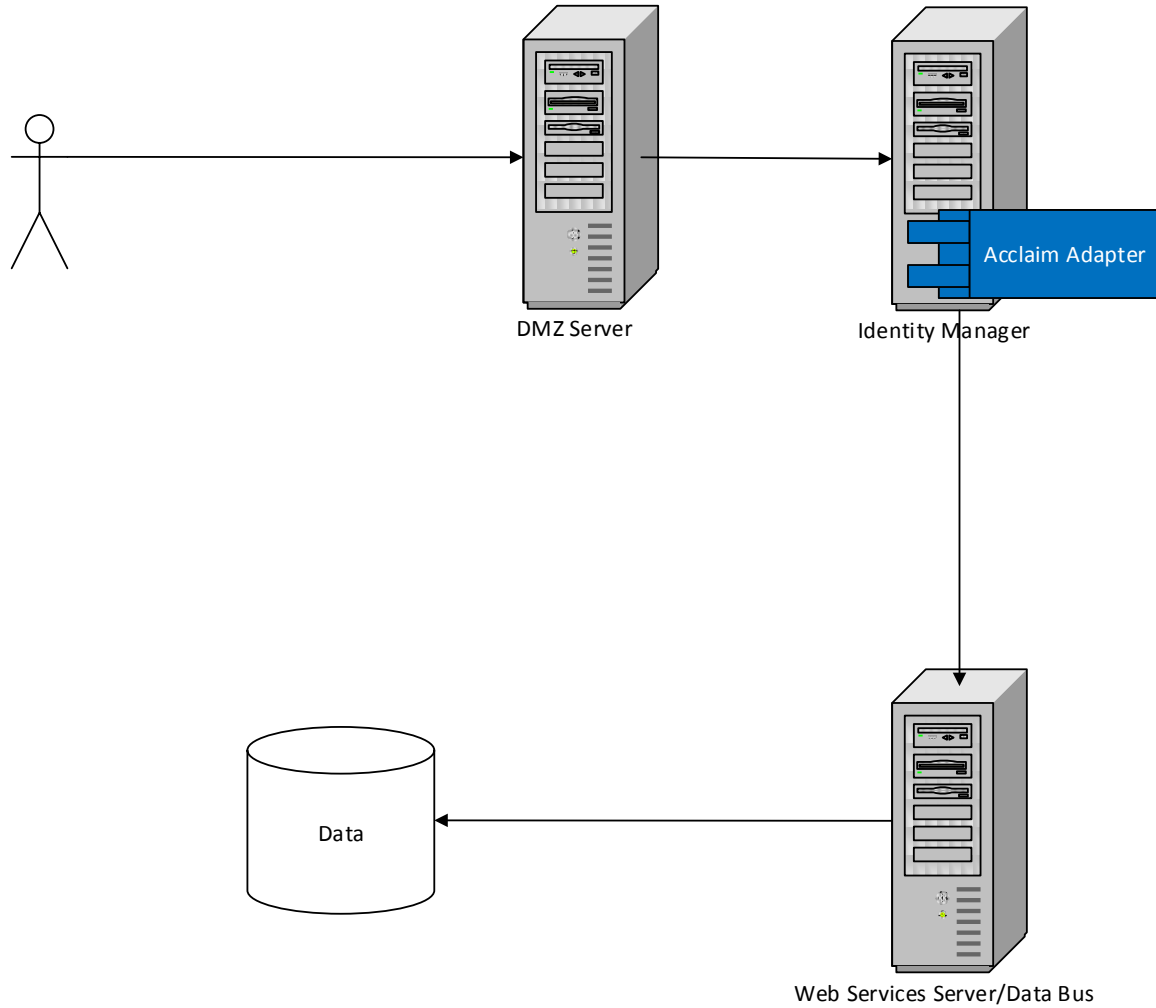 Acclaim Adapter
DMZ Server
Identity Manager
Data
Web Services Server/Data Bus